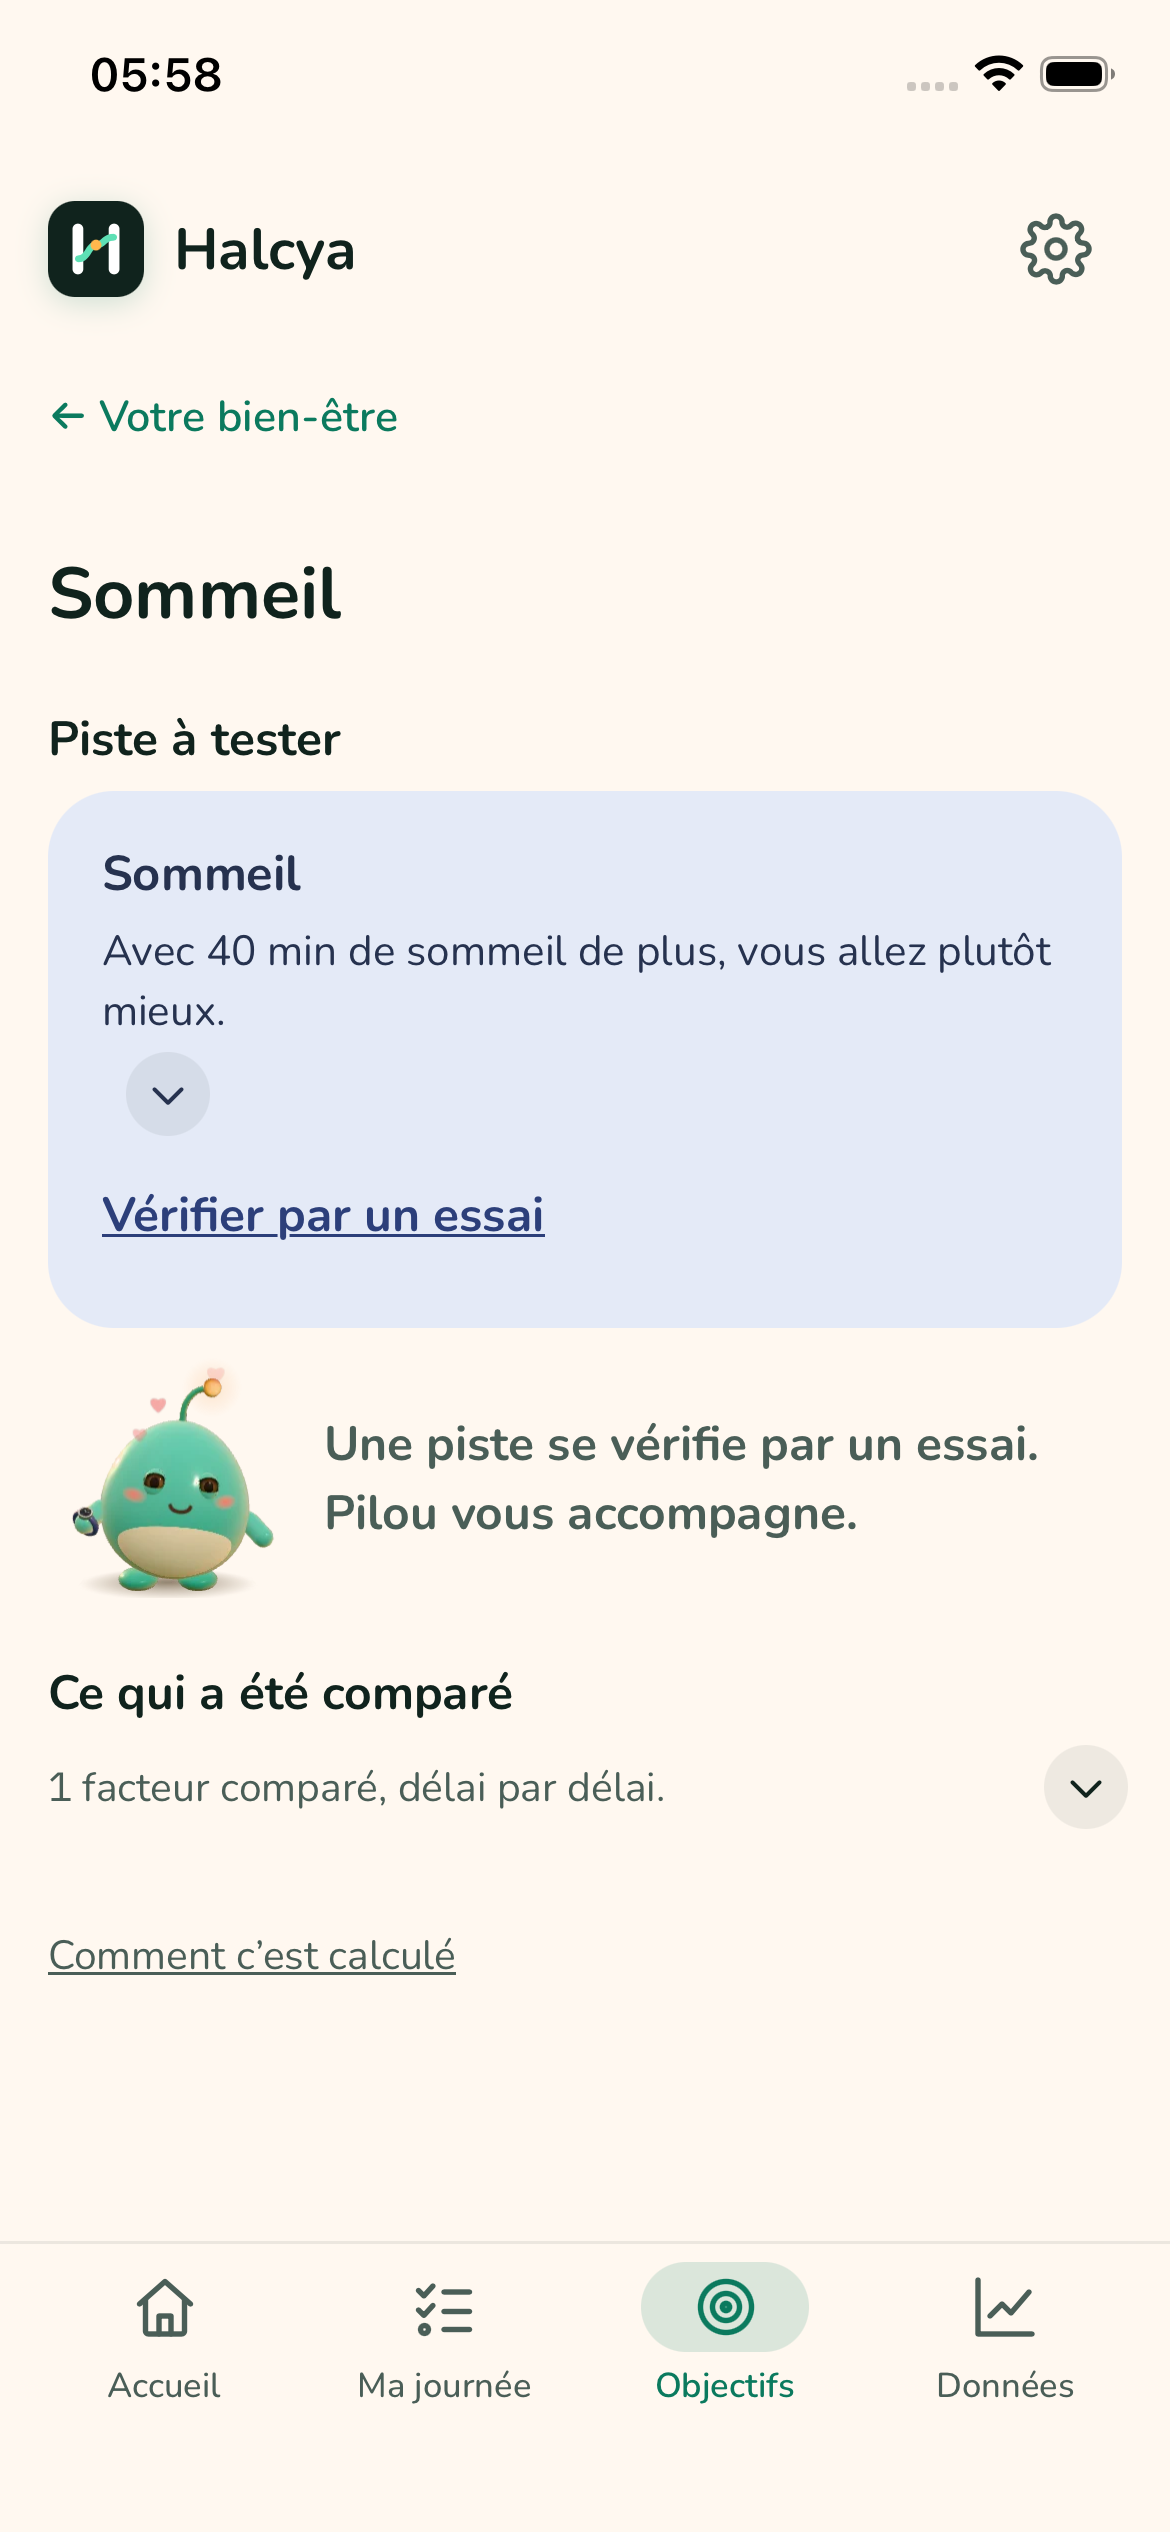 05:58
Halcya
← Votre bien-être
Sommeil
Piste à tester
Sommeil
Avec 40 min de sommeil de plus, vous allez plutôt
mieux.
Vérifier par un essai
Une piste se vérifie par un essai.
Pilou vous accompagne.
Ce qui a été comparé
1 facteur comparé, délai par délai.
Comment c’est calculé
Accueil
Ma journée
Objectifs
Données